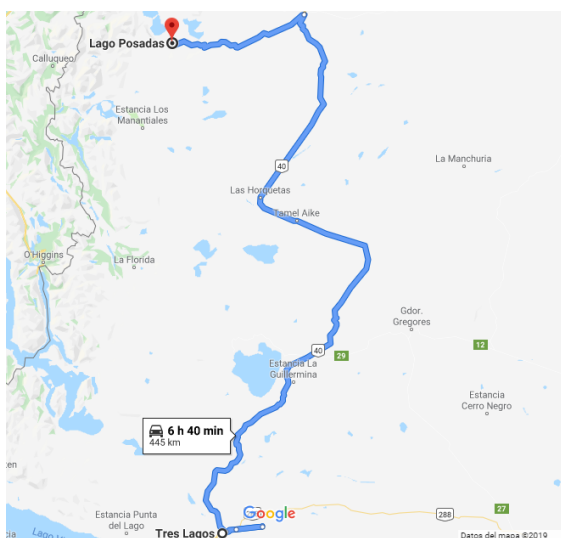 Lago Posadas
Calluqueo
Estancia Los
Manantiales
La Manchuria
40
Las Horquetas
Tamel Aike
O'Higgins
La Florida
Gdor.
Gregores
12
40
29
Estancia La
Guillermina
Estancia
Cerro Negro
6 h 40 min
445 km
Google
27
288
Estancia Punta
del Lago
Tres Lagos
Datos del mapa ©2019